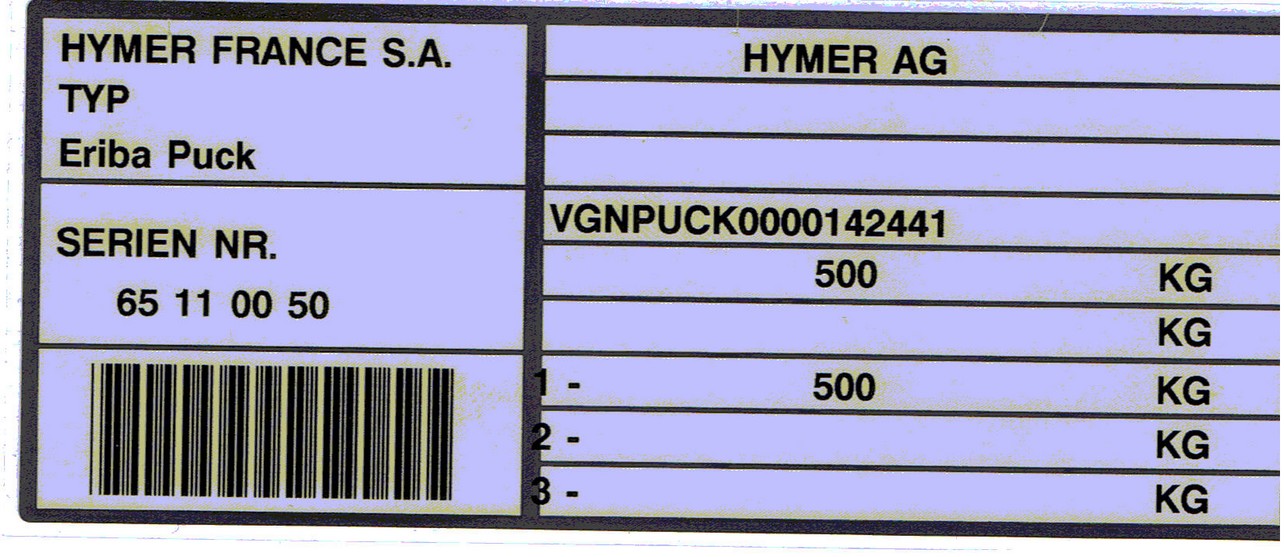 HYMER FRANCE S.A.
TYP
Eriba Puck
SERIEN NR.
65 11 00 50
HYMER AG
VGNPUCK0000142441
500 KG
KG
1 - 500 KG
2 - KG
3 - KG